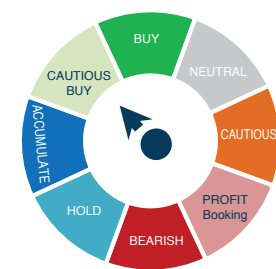 BUY
NEUTRAL
CAUTIOUS
PROFIT
Booking
BEARISH
HOLD
ACCUMULATE
CAUTIOUS
BUY